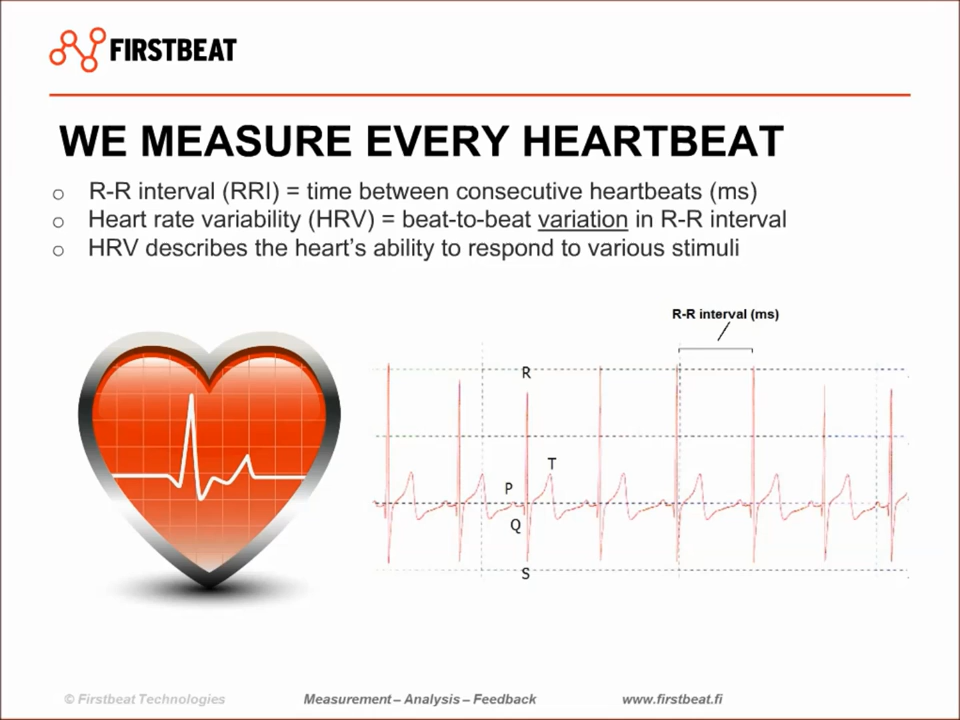 FIRSTBEAT
WE MEASURE EVERY HEARTBEAT
o R-R interval (RRI) = time between consecutive heartbeats (ms)
o Heart rate variability (HRV) = beat-to-beat variation in R-R interval
o HRV describes the heart's ability to respond to various stimuli
R-R interval (ms)
R
T
P
Q
S
© Firstbeat Technologies Measurement – Analysis – Feedback www.firstbeat.fi